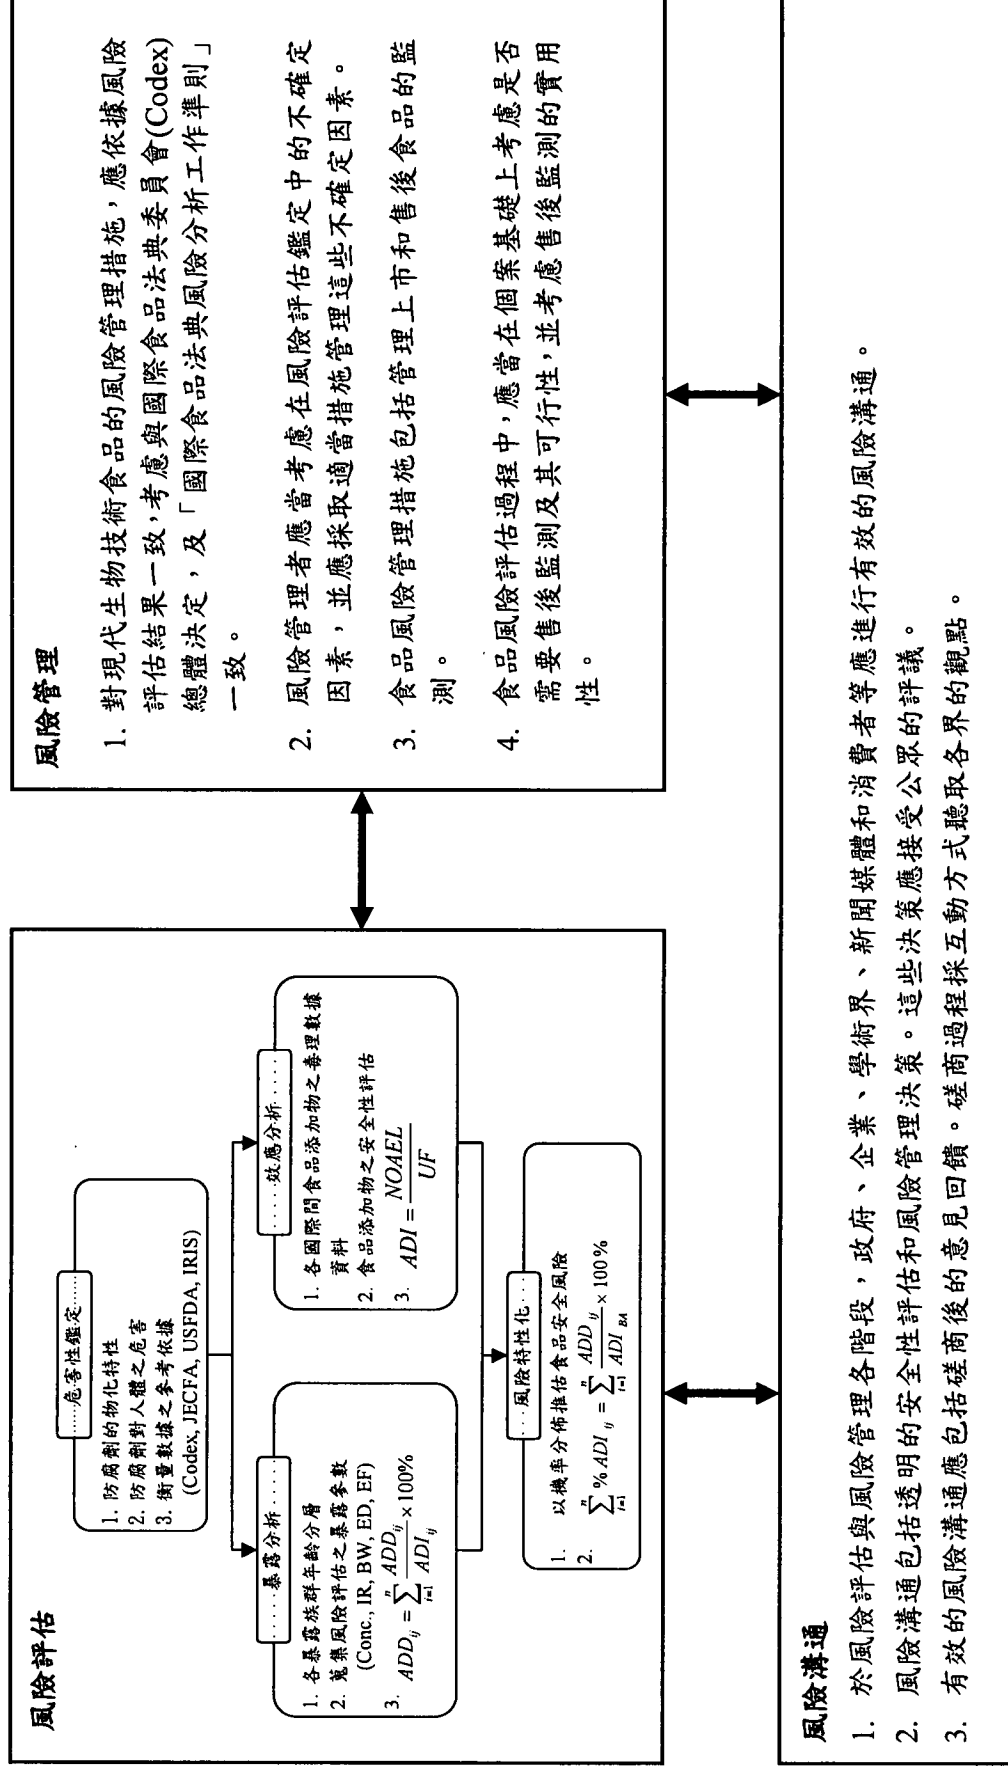 風險評估
危害性鑑定
1. 防腐劑的物化特性
2. 防腐劑對人體之危害
3. 衡量數據之參考依據
(Codex, JECFA, USFDA, IRIS)
暴露分析
1. 各暴露族群年齡分層
2. 蒐集風險評估之暴露參數
(Conc., IR, BW, ED, EF)
3. ADD_{ij} = \sum_{i=1}^{n} \frac{ADD_{ij}}{ADI_{ij}} × 100%
效應分析
1. 各國際間食品添加物之毒理數據
資料
2. 食品添加物之安全性評估
3. ADI = \frac{NOAEL}{UF}
風險特性化
1. 以機率分佈推估食品安全風險
2. \sum_{i=1}^{n} % ADI_{ij} = \sum_{i=1}^{n} \frac{ADD_{ij}}{ADI_{BA}} × 100%
風險管理
1. 對現代生物技術食品的風險管理措施，應依據風險
評估結果一致，考慮與國際食品法典委員會(Codex)
總體決定，及「國際食品法典風險分析工作準則」
一致。
2. 風險管理者應當考慮在風險評估鑑定中的不確定
因素，並應採取適當措施管理這些不確定因素。
3. 食品風險管理措施包括管理上市和售後食品的監
測。
4. 食品風險評估過程中，應當在個案基礎上考慮是否
需要售後監測及其可行性，並考慮售後監測的實用
性。
風險溝通
1. 於風險評估與風險管理各階段，政府、企業、學術界、新聞媒體和消費者等應進行有效的風險溝通。
2. 風險溝通包括透明的安全性評估和風險管理決策。這些決策應接受公眾的評議。
3. 有效的風險溝通應包括磋商後的意見回饋。磋商過程採互動方式聽取各界的觀點。